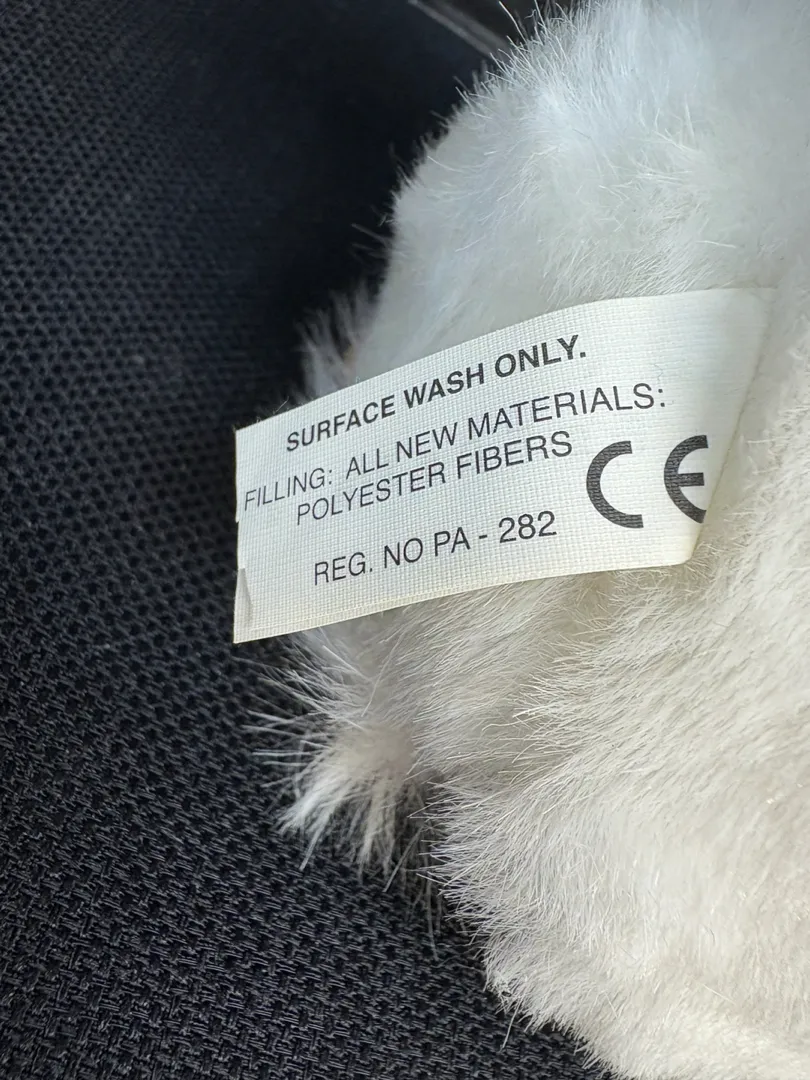 SURFACE WASH ONLY.
FILLING: ALL NEW MATERIALS:
POLYESTER FIBERS
CE
REG. NO PA - 282